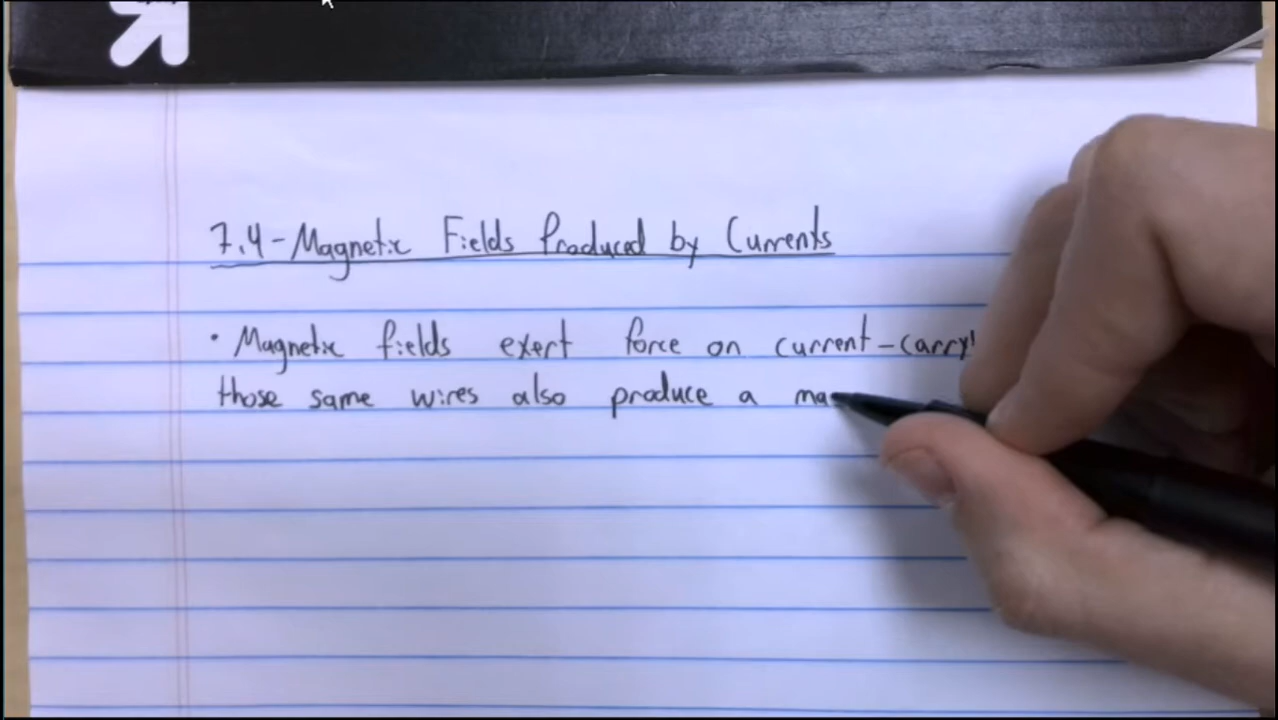 7.4 - Magnetic Fields Produced by Currents
• Magnetic fields exert force on current-carry
those same wires also produce a ma